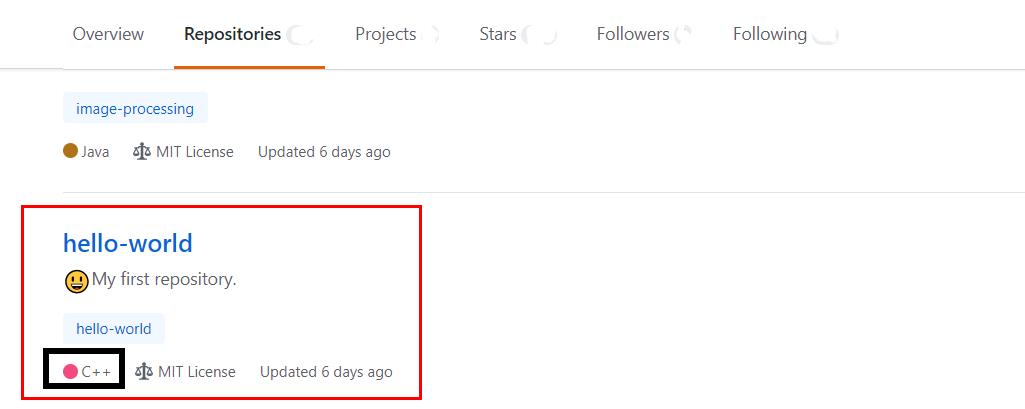 Overview Repositories Projects Stars Followers Following
image-processing
Java MIT License Updated 6 days ago
hello-world
😃 My first repository.
hello-world
C++ MIT License Updated 6 days ago